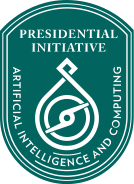 PRESIDENTIAL
INITIATIVE
ARTIFICIAL INTELLIGENCE AND COMPUTING